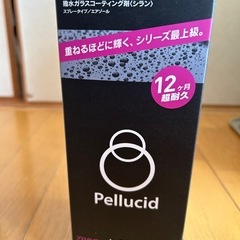 撥水ガラスコーティング剤〈シラン〉
スプレータイプ/エアゾール
重ねるほどに輝く、シリーズ最上級。
12ヶ月
超耐久
Pellucid